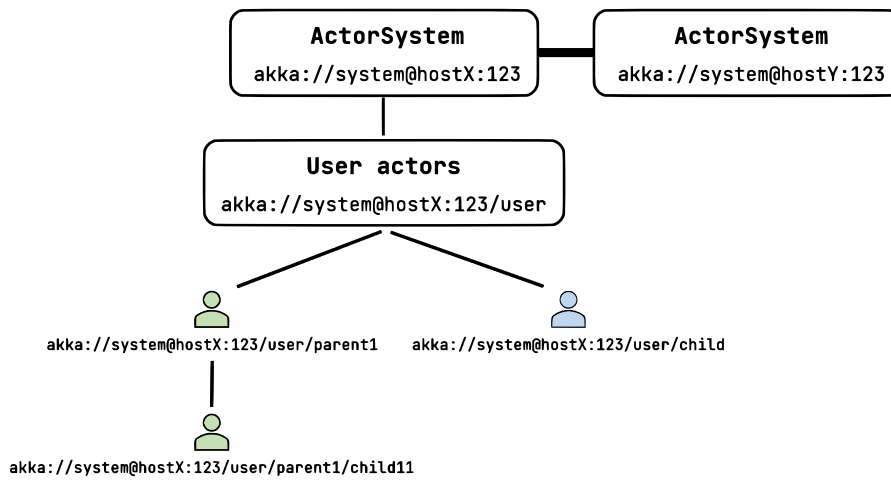 ActorSystem
akka://system@hostX:123
ActorSystem
akka://system@hostY:123
User actors
akka://system@hostX:123/user
akka://system@hostX:123/user/parent1
akka://system@hostX:123/user/child
akka://system@hostX:123/user/parent1/child11